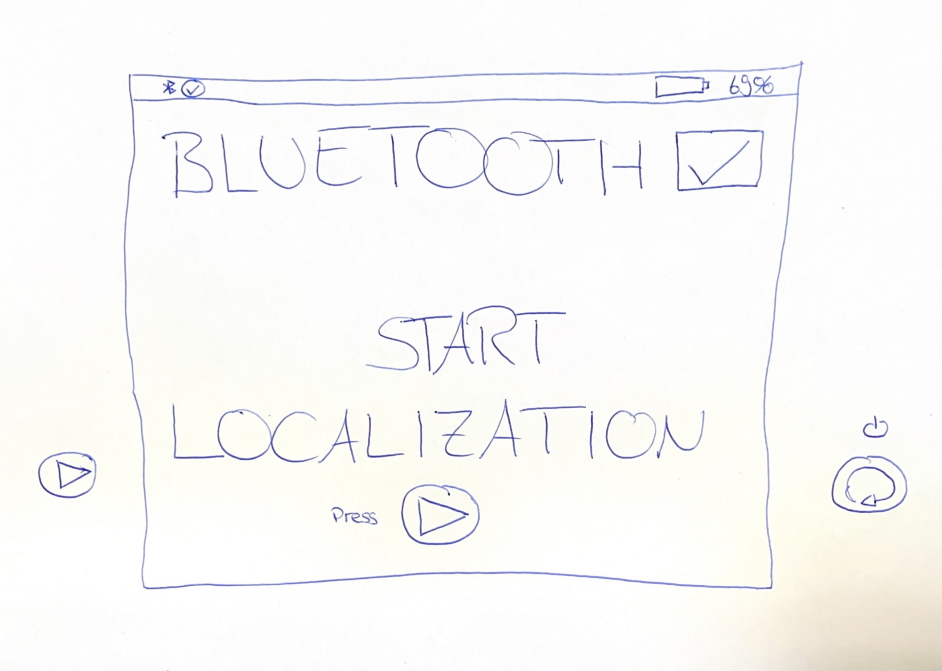 69%
BLUETOOTH
START
LOCALIZATION
Press